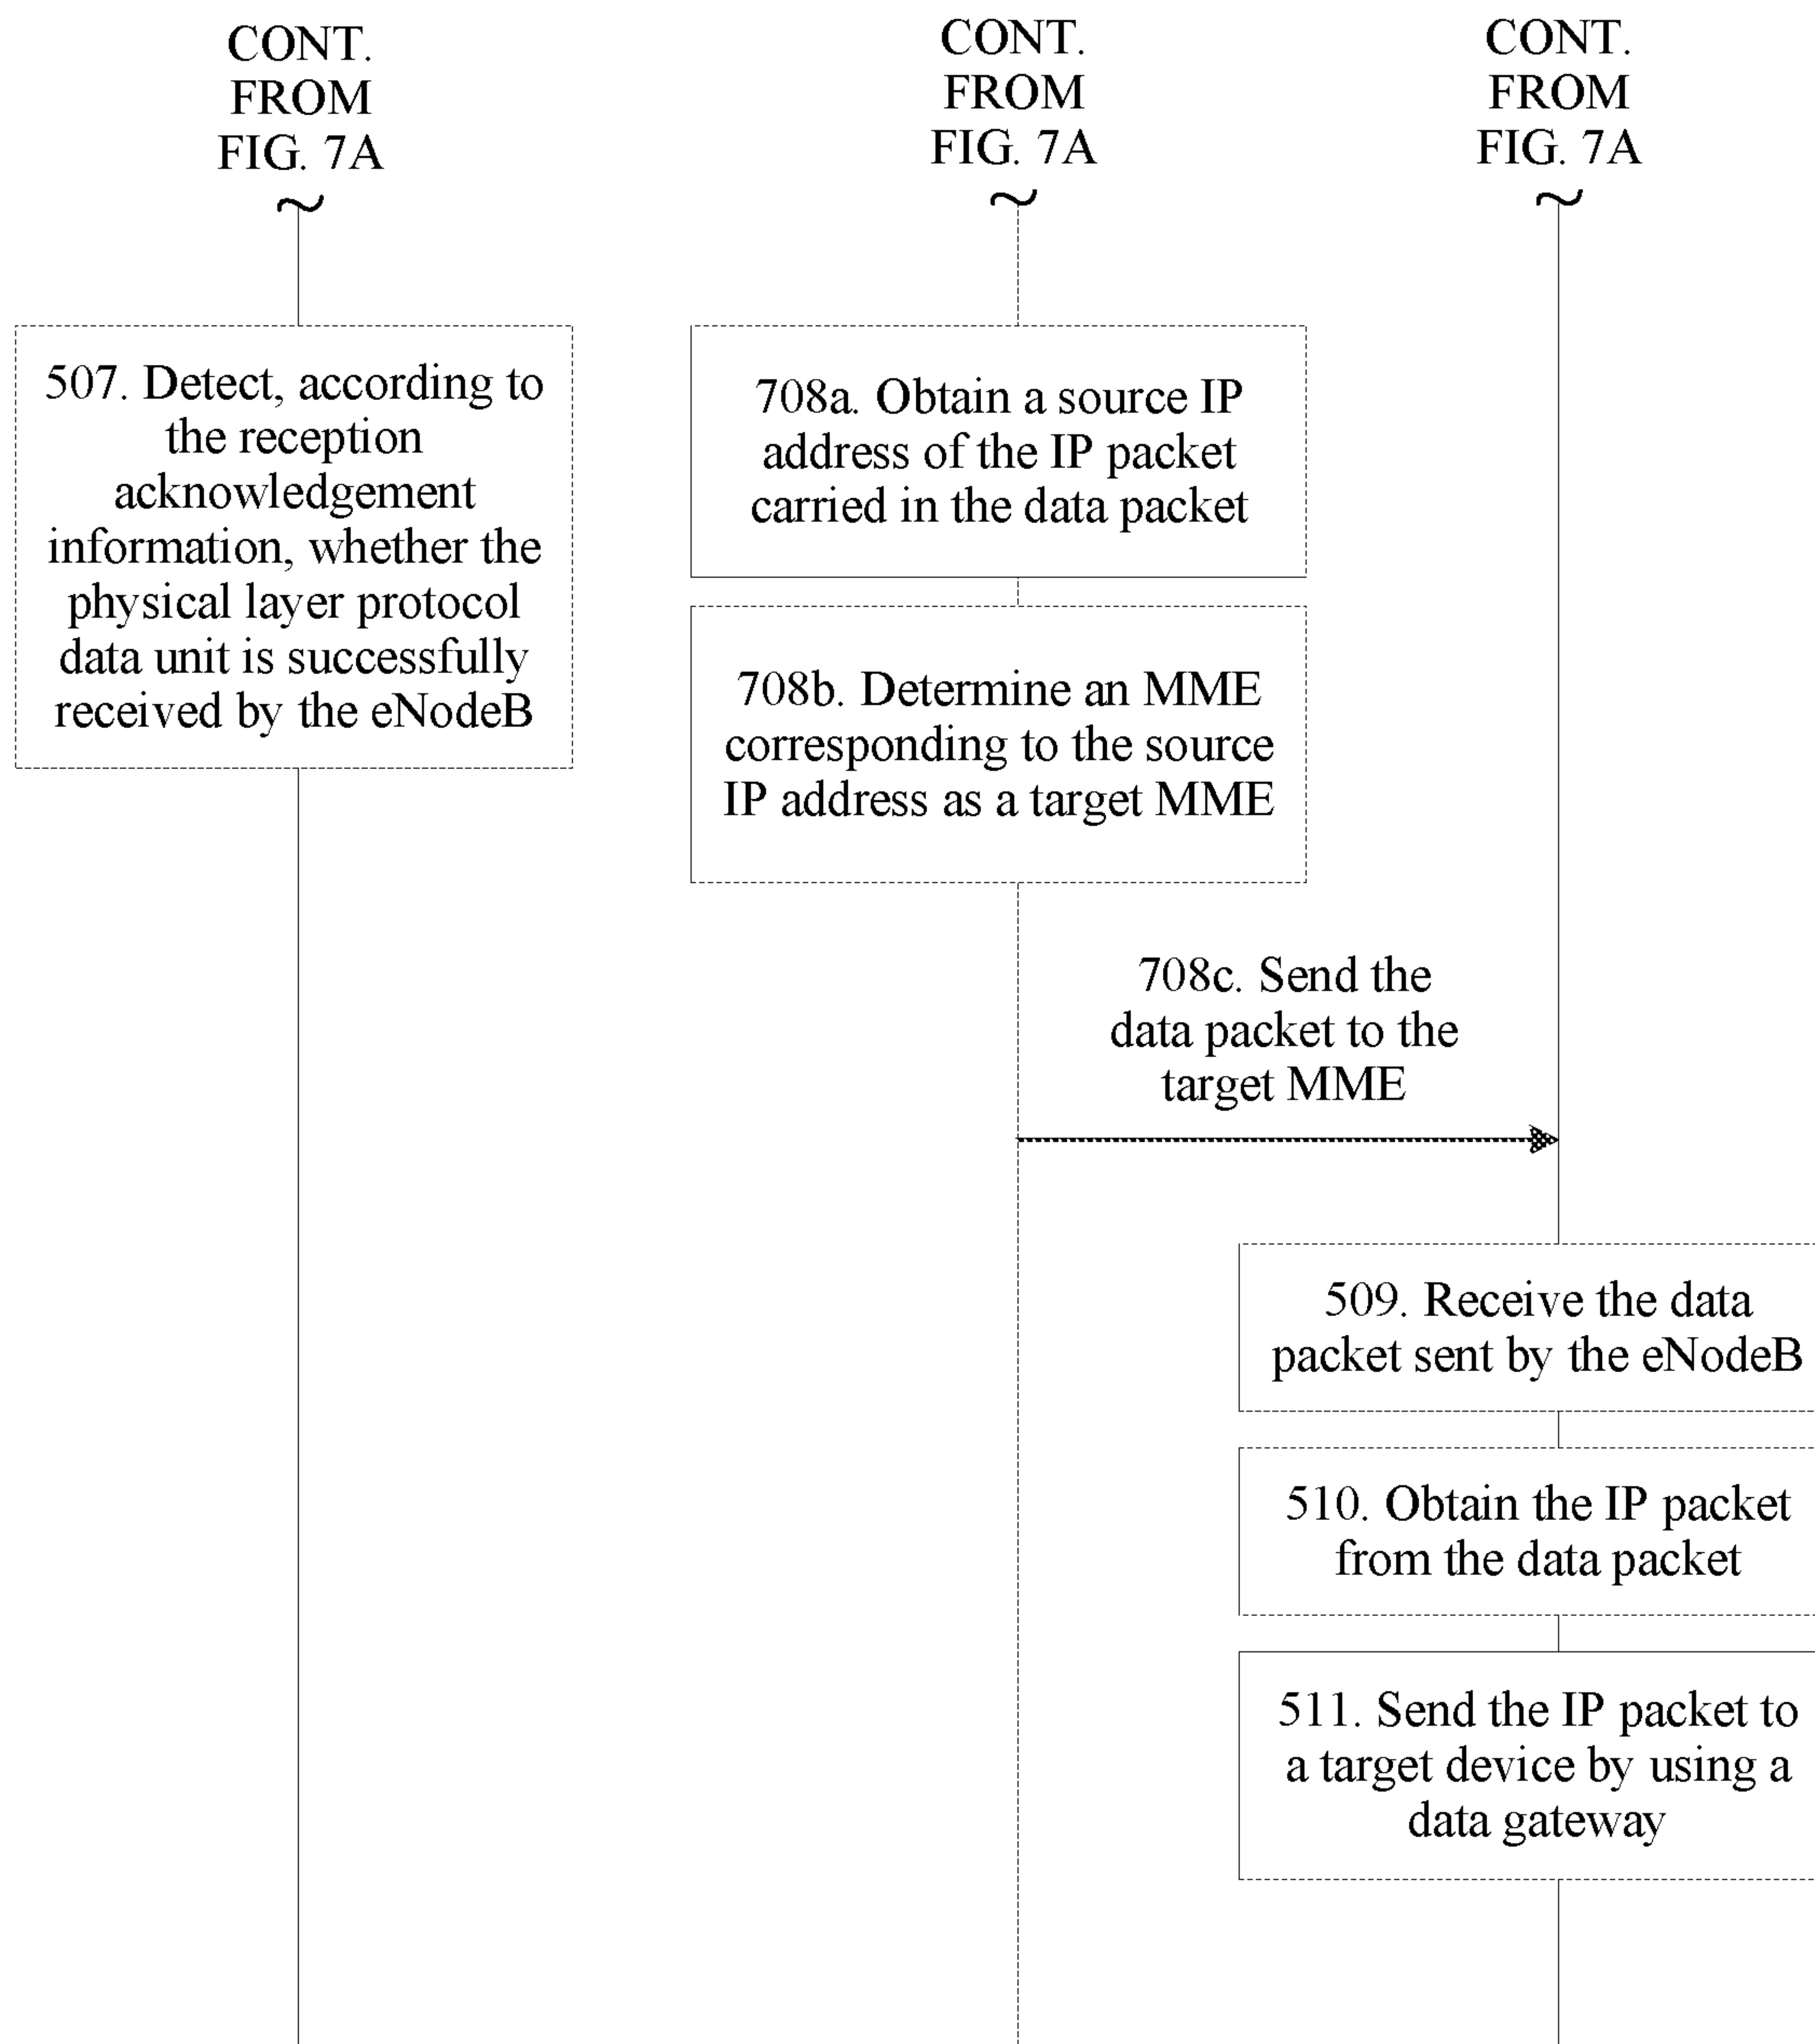 CONT.
FROM
FIG. 7A
CONT.
FROM
FIG. 7A
CONT.
FROM
FIG. 7A
507. Detect, according to
the reception
acknowledgement
information, whether the
physical layer protocol
data unit is successfully
received by the eNodeB
708a. Obtain a source IP
address of the IP packet
carried in the data packet
708b. Determine an MME
corresponding to the source
IP address as a target MME
708c. Send the
data packet to the
target MME
509. Receive the data
packet sent by the eNodeB
510. Obtain the IP packet
from the data packet
511. Send the IP packet to
a target device by using a
data gateway